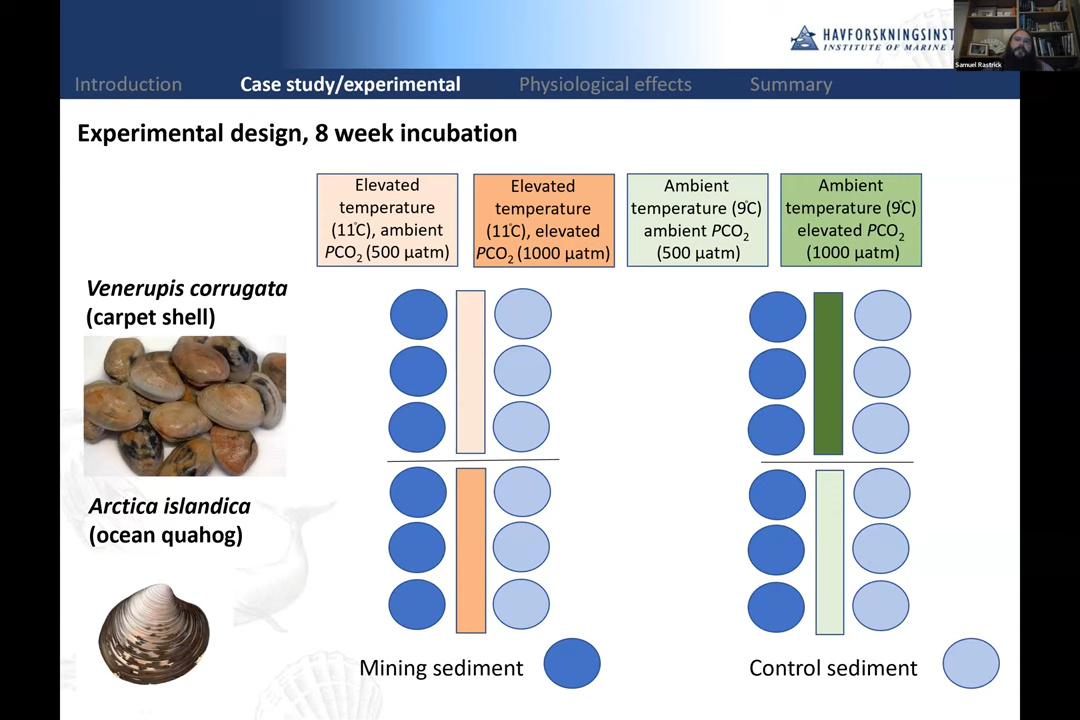 HAVFORSKNINGSINST
INSTITUTE OF MARINE
Samuel Rastrick
Introduction
Case study/experimental
Physiological effects
Summary
Experimental design, 8 week incubation
Elevated
temperature
(11°C), ambient
PCO₂ (500 µatm)
Elevated
temperature
(11°C), elevated
PCO₂ (1000 µatm)
Ambient
temperature (9°C)
ambient PCO₂
(500 µatm)
Ambient
temperature (9°C)
elevated PCO₂
(1000 µatm)
Venerupis corrugata
(carpet shell)
Arctica islandica
(ocean quahog)
Mining sediment
Control sediment